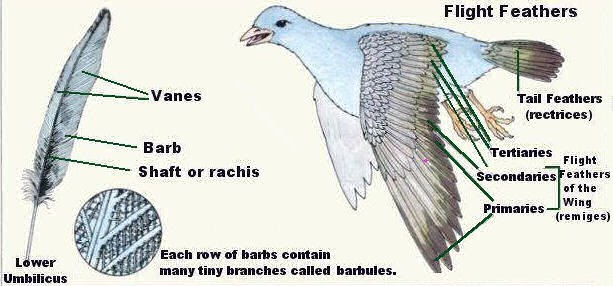 Flight Feathers
Vanes
Barb
Shaft or rachis
Lower
Umbilicus
Each row of barbs contain
many tiny branches called barbules.
Tail Feathers
(rectrices)
Tertiaries
Secondaries
Primaries
Flight
Feathers
of the
Wing
(remiges)